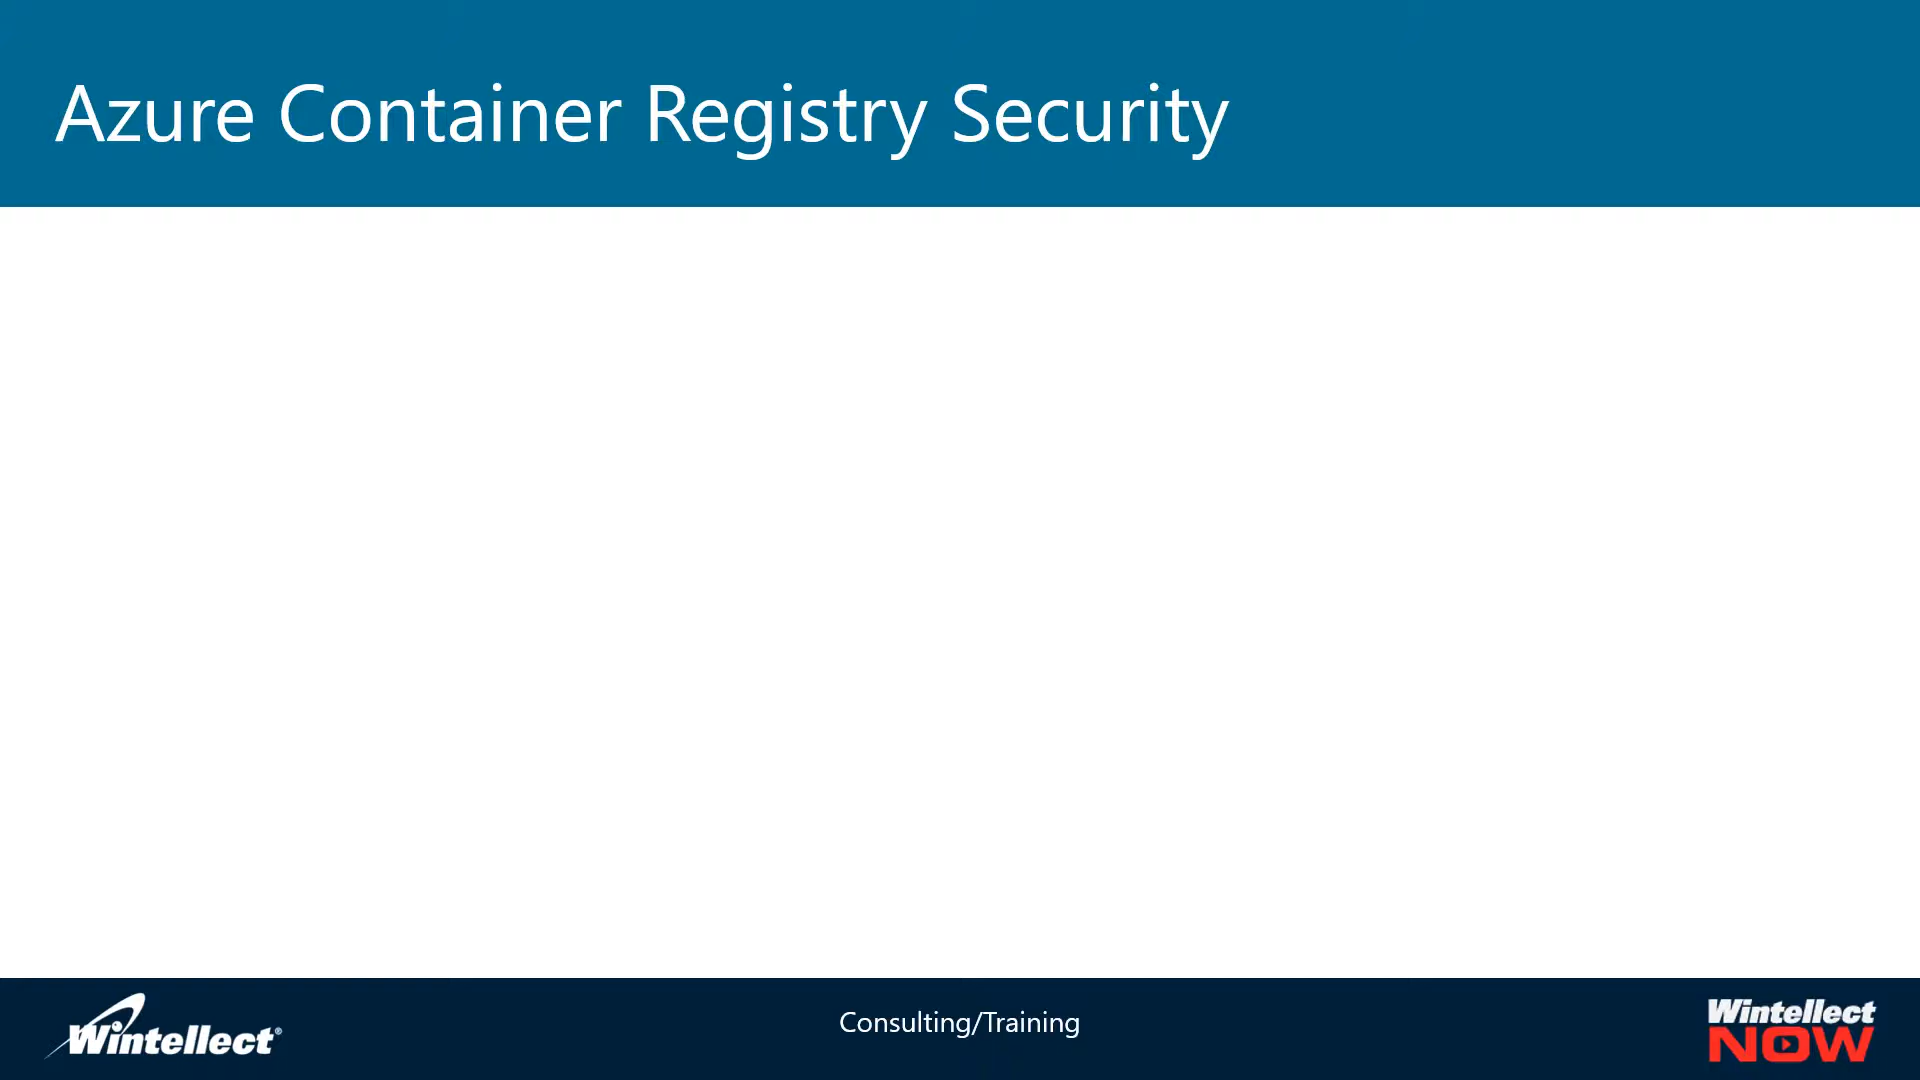 Azure Container Registry Security
Wintellect®
Consulting/Training
Wintellect
NOW